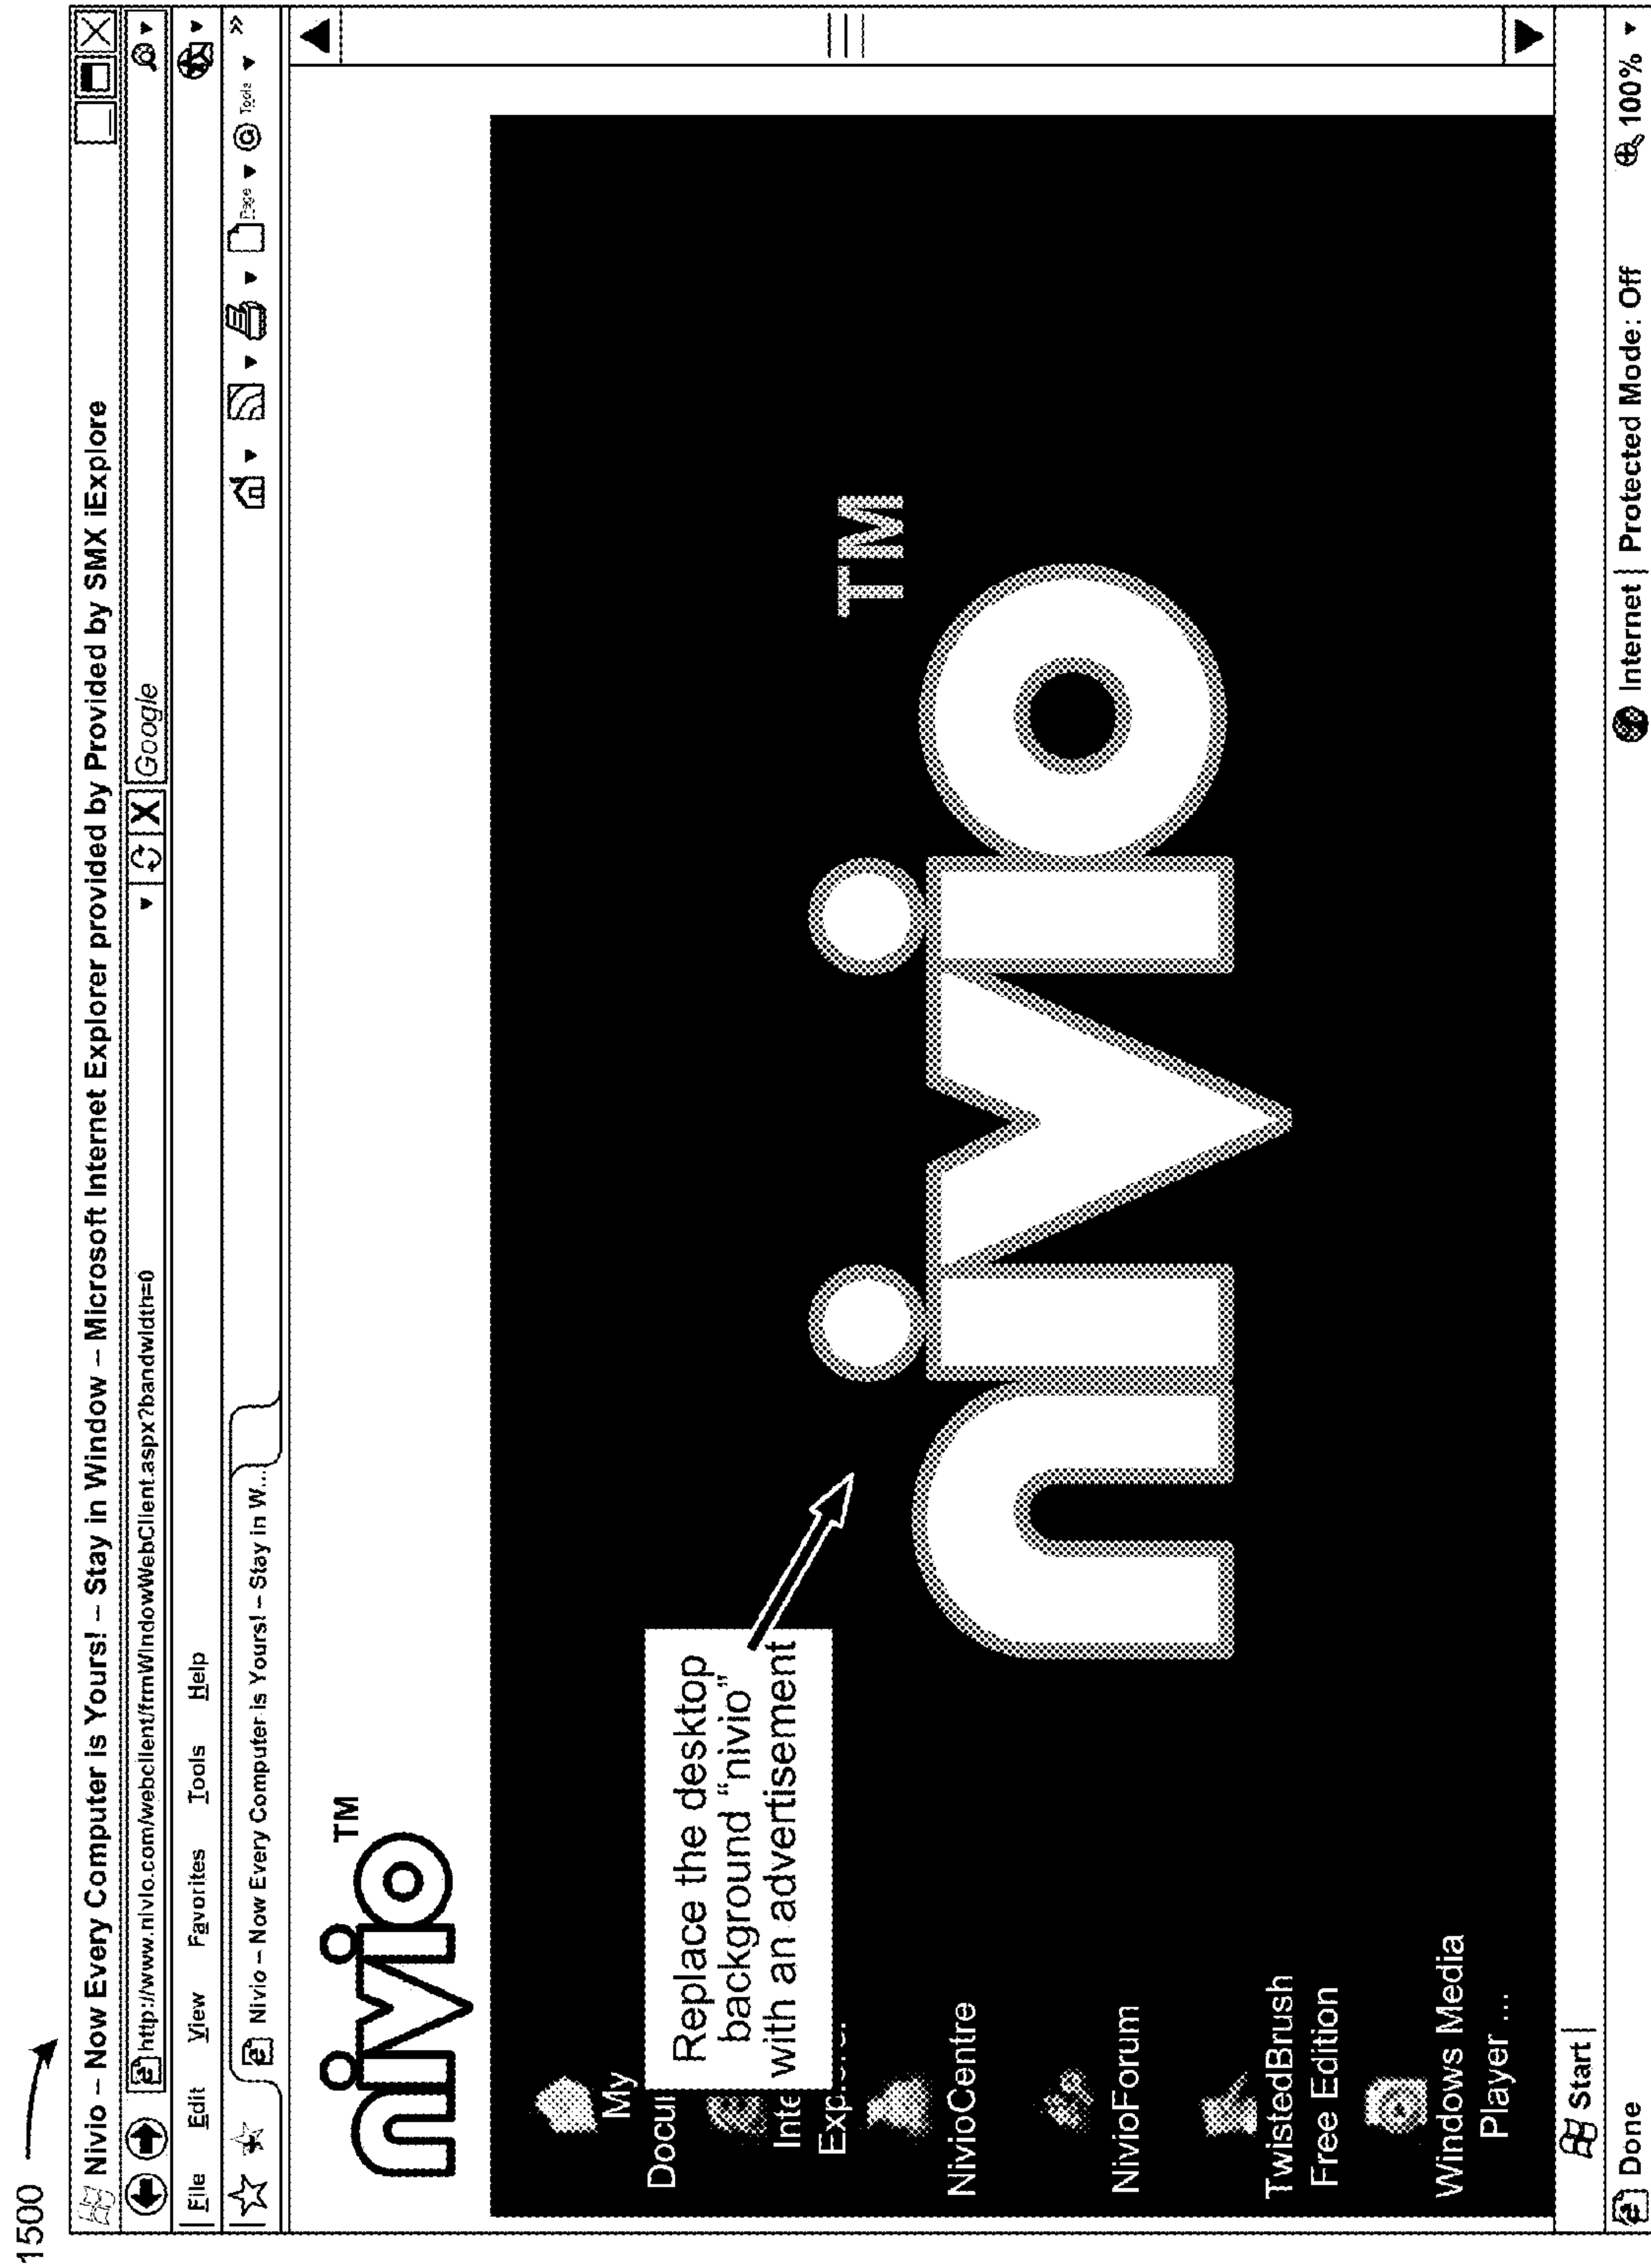 1500
Nivio – Now Every Computer is Yours! – Stay in Window – Microsoft Internet Explorer provided by Provided by SMX iExplore
http://www.nivio.com/webclient/frmWindowWebClient.aspx?bandwidth=0
Google
File Edit View Favorites Tools Help
Nivio – Now Every Computer is Yours! – Stay in W...
Page
Tools
»
nivio TM
My
Docui
Inte
Explorer
Replace the desktop
background “nivio”
with an advertisement
nivio TM
NivioCentre
NivioForum
TwistedBrush
Free Edition
Windows Media
Player ...
Start
Done
Internet | Protected Mode: Off
100%